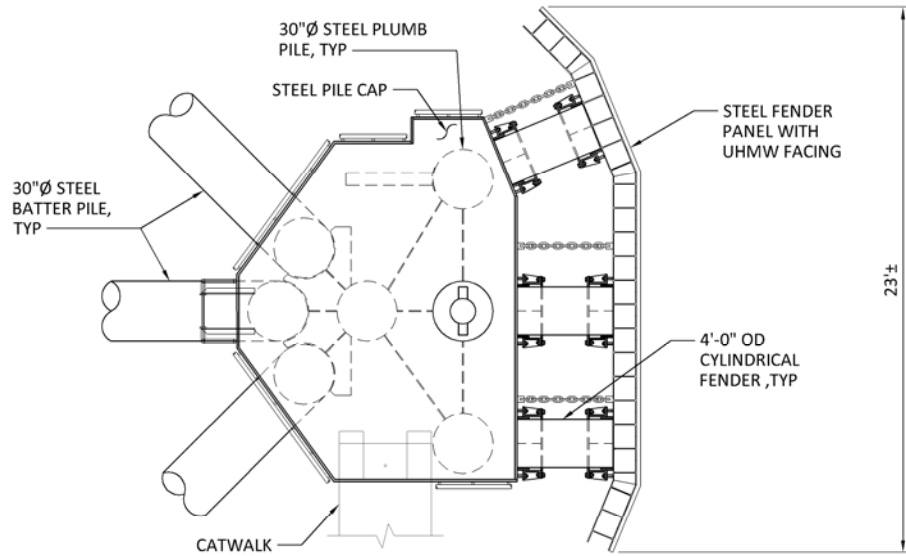 30"Ø STEEL PLUMB
PILE, TYP
STEEL PILE CAP
STEEL FENDER
PANEL WITH
UHMW FACING
30"Ø STEEL
BATTER PILE,
TYP
23'±
4'-0" OD
CYLINDRICAL
FENDER ,TYP
CATWALK